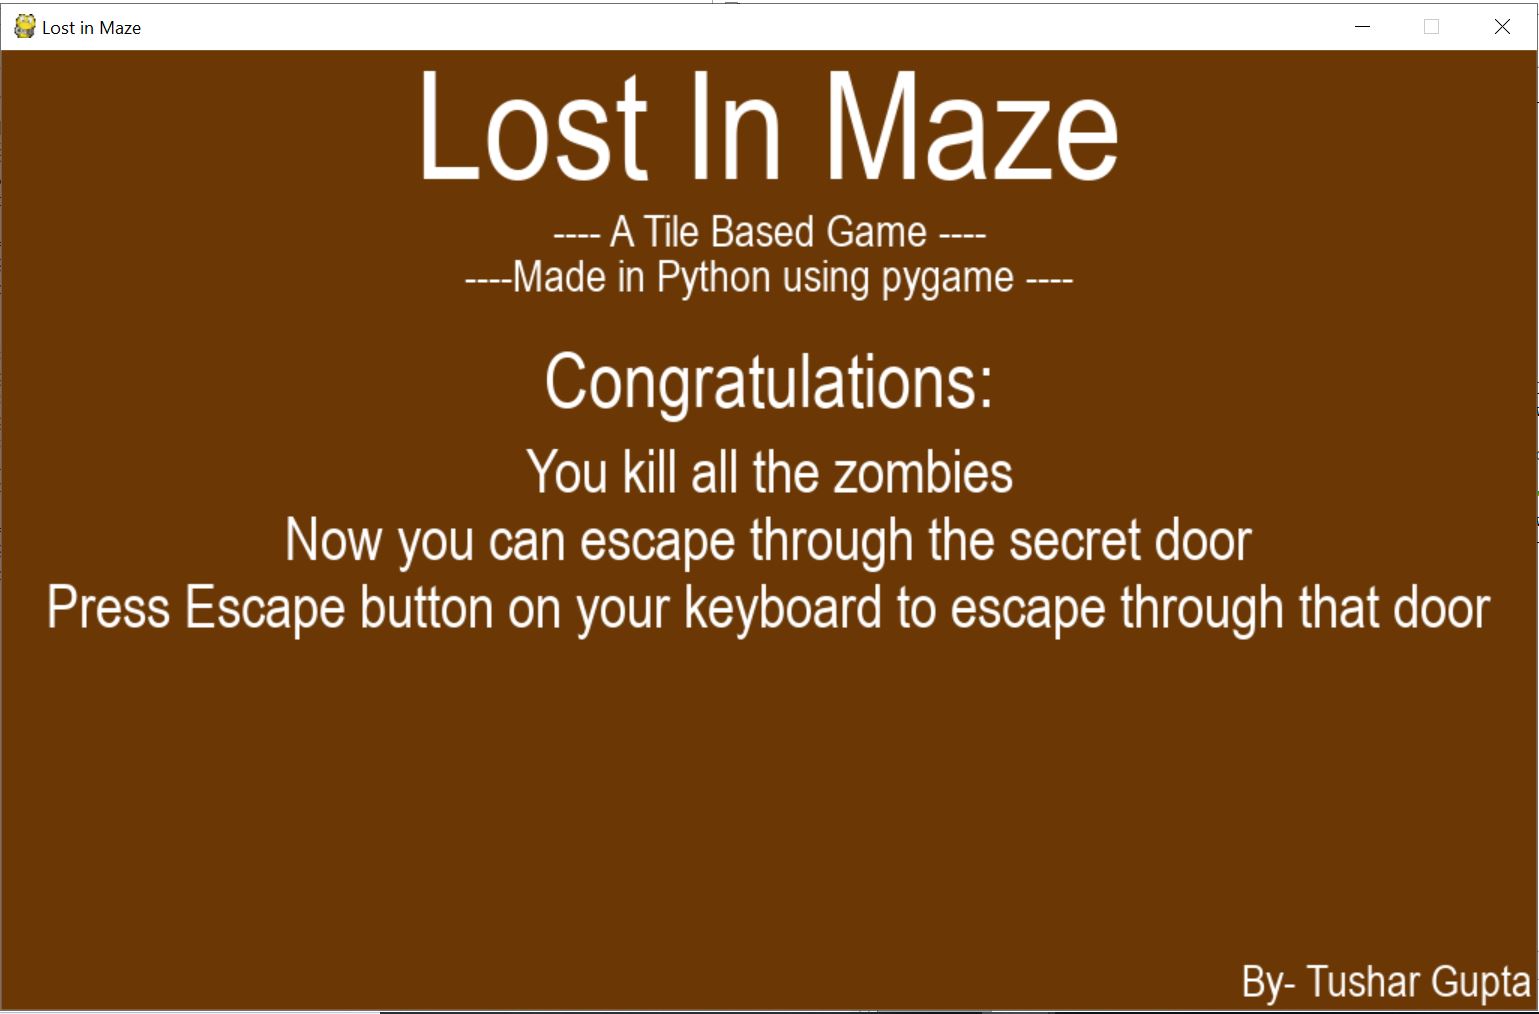 Lost in Maze
Lost In Maze
---- A Tile Based Game ----
----Made in Python using pygame ----
Congratulations:
You kill all the zombies
Now you can escape through the secret door
Press Escape button on your keyboard to escape through that door
By- Tushar Gupta